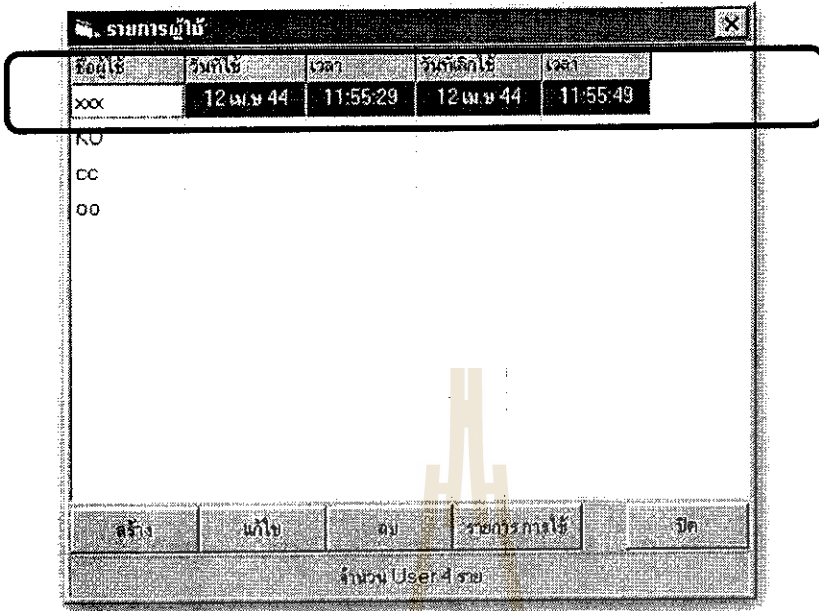 รายการผู้ใช้
ชื่อผู้ใช้ วันที่ใช้ เวลา วันที่เลิกใช้ เวลา
xxx 12 เม.ษ 44 11:55:29 12 เม.ษ 44 11:55:49
KO
cc
oo
สร้าง แก้ไข ลบ รายการ การใช้ ปิด
จำนวน User 4 ราย